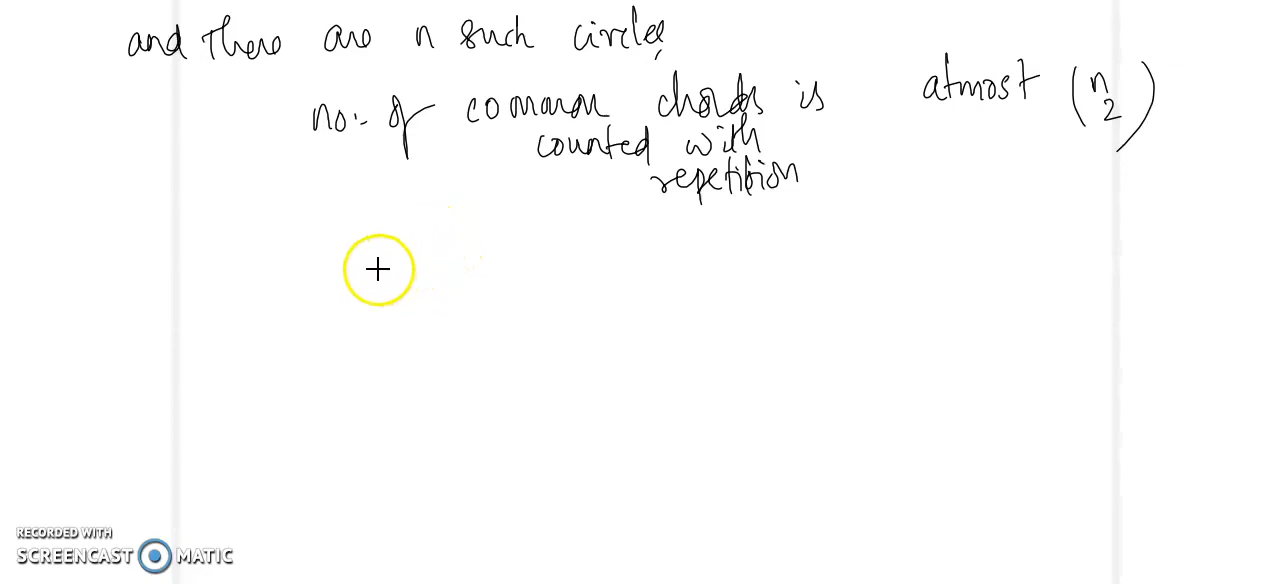 and there are n such circles,
no:- of common chords is atmost (n 2)
counted with
repetition
RECORDED WITH
SCREENCAST MATIC